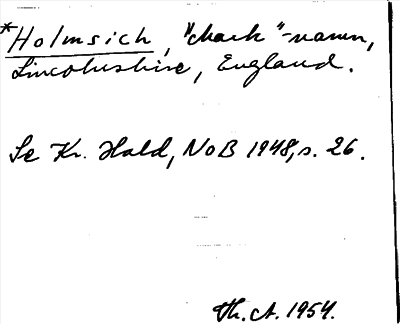 *Holmsich, "chark"-namn,
Lincolnshire, England.
Se Kr. Hald, NoB 1948, s. 26.
Th. A. 1954.